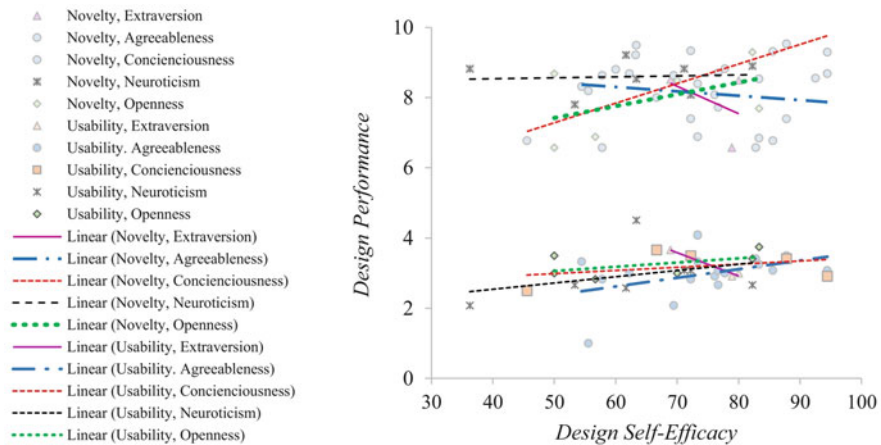 Novelty, Extraversion
Novelty, Agreeableness
Novelty, Concienciousness
Novelty, Neuroticism
Novelty, Openness
Usability, Extraversion
Usability. Agreeableness
Usability, Concienciousness
Usability, Neuroticism
Usability, Openness
Linear (Novelty, Extraversion)
Linear (Novelty, Agreeableness)
Linear (Novelty, Concienciousness)
Linear (Novelty, Neuroticism)
Linear (Novelty, Openness)
Linear (Usability, Extraversion)
Linear (Usability. Agreeableness)
Linear (Usability, Concienciousness)
Linear (Usability, Neuroticism)
Linear (Usability, Openness)
Design Performance
10
8
6
4
2
0
30 40 50 60 70 80 90 100
Design Self-Efficacy